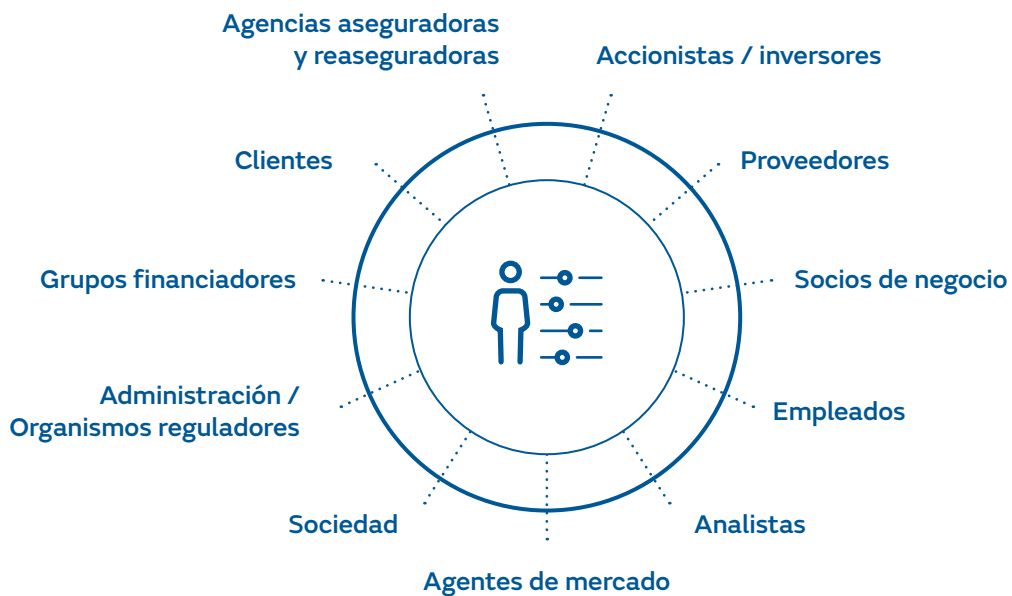 Agencias aseguradoras
y reaseguradoras
Accionistas / inversores
Clientes
Proveedores
Grupos financiadores
Socios de negocio
Administración /
Organismos reguladores
Empleados
Sociedad
Analistas
Agentes de mercado